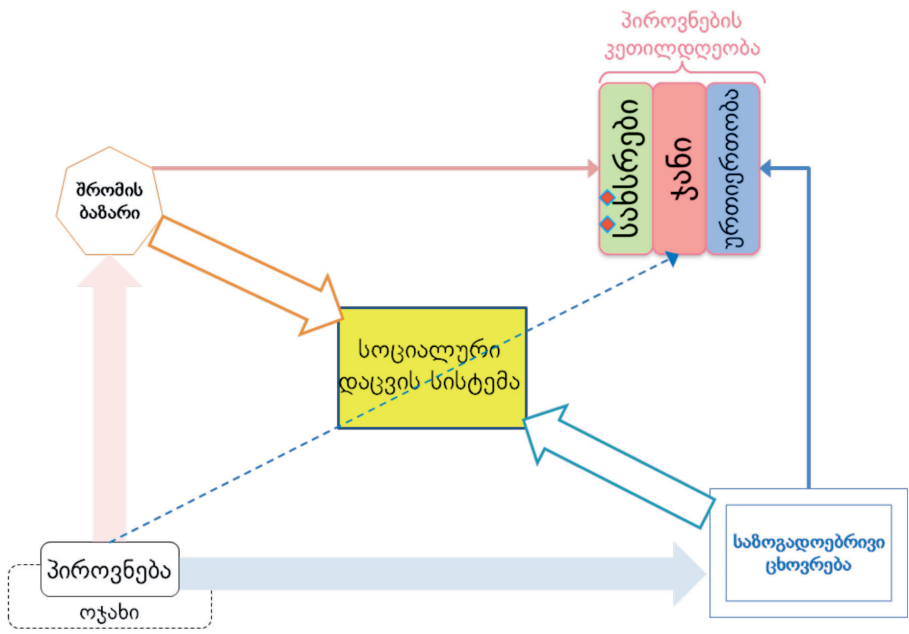 პიროვნების
კეთილდღეობა
სახსრები
ჯანი
ურთიერთობა
შრომის
ბაზარი
სოციალური
დაცვის სისტემა
საზოგადოებრივი
ცხოვრება
პიროვნება
ოჯახი